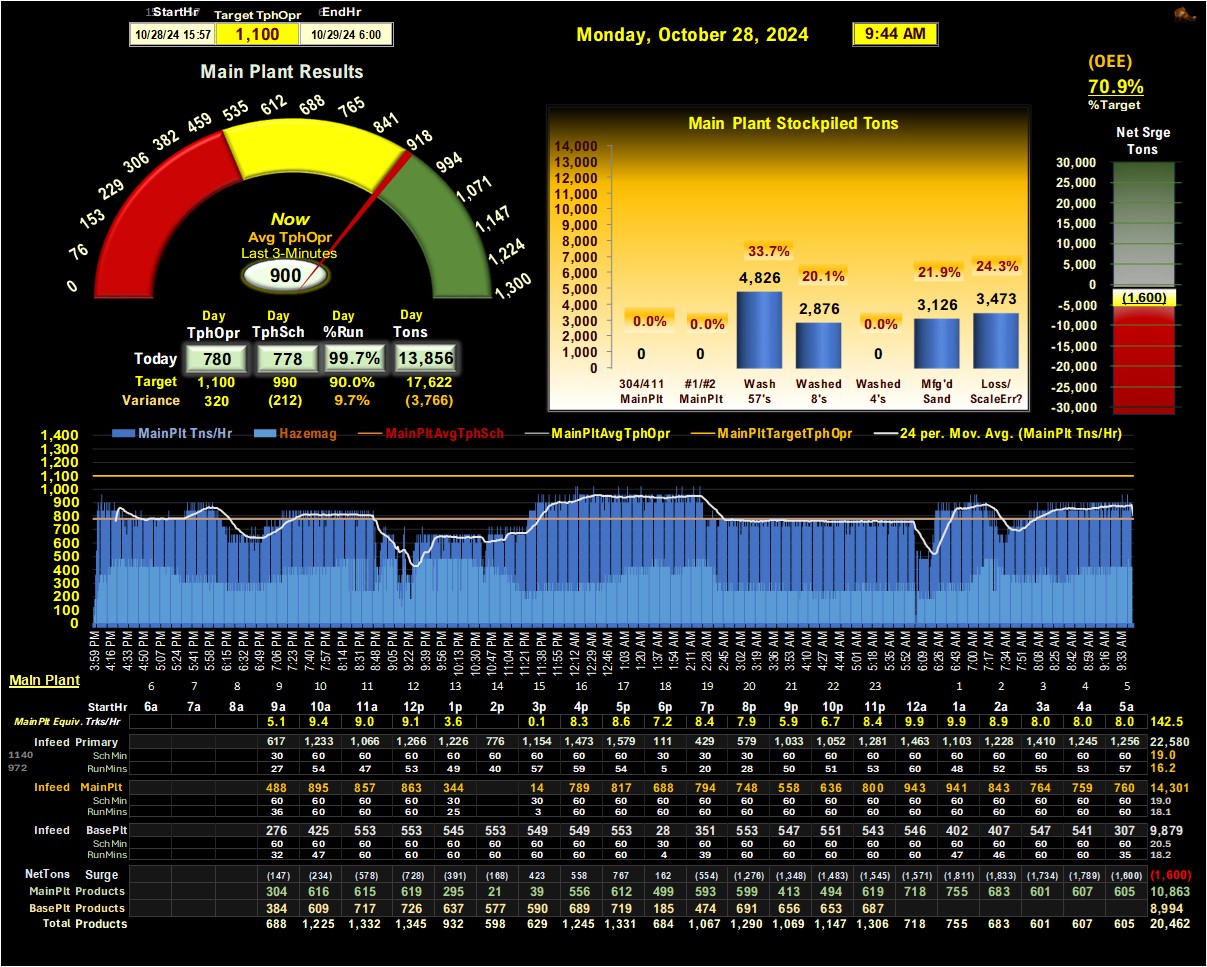 StartHr Target TphOpr EndHr
10/28/24 15:57 1,100 10/29/24 6:00
Monday, October 28, 2024 9:44 AM
(OEE)
70.9%
%Target
Main Plant Results
0 76 153 229 306 382 459 535 612 688 765 841 918 994 1,071 1,147 1,224 1,300
Now
Avg TphOpr
Last 3-Minutes
900
Day Day Day Day
TphOpr TphSch %Run Tons
Today 780 778 99.7% 13,856
Target 1,100 990 90.0% 17,622
Variance 320 (212) 9.7% (3,766)
Main Plant Stockpiled Tons
14,000
13,000
12,000
11,000
10,000
9,000
8,000
7,000
6,000
5,000
4,000
3,000
2,000
1,000
0
0.0% 0.0% 33.7% 20.1% 0.0% 21.9% 24.3%
0 0 4,826 2,876 0 3,126 3,473
304/411 #1/#2 Wash Washed Washed Mfg'd Loss/
MainPlt MainPlt 57's 8's 4's Sand ScaleErr?
Net Srge
Tons
30,000
25,000
20,000
15,000
10,000
5,000
0
(1,600)
-5,000
-10,000
-15,000
-20,000
-25,000
-30,000
MainPlt Tns/Hr Hazemag MainPltAvgTphSch MainPltAvgTphOpr MainPltTargetTphOpr 24 per. Mov. Avg. (MainPlt Tns/Hr)
1,400
1,300
1,200
1,100
1,000
900
800
700
600
500
400
300
200
100
0
3:59 PM 4:16 PM 4:33 PM 4:50 PM 5:07 PM 5:24 PM 5:41 PM 5:58 PM 6:15 PM 6:32 PM 6:49 PM 7:06 PM 7:23 PM 7:40 PM 7:57 PM 8:14 PM 8:31 PM 8:48 PM 9:05 PM 9:22 PM 9:39 PM 9:56 PM 10:13 PM 10:30 PM 10:47 PM 11:04 PM 11:21 PM 11:38 PM 11:55 PM 12:12 AM 12:29 AM 12:46 AM 1:03 AM 1:20 AM 1:37 AM 1:54 AM 2:11 AM 2:28 AM 2:45 AM 3:02 AM 3:19 AM 3:36 AM 3:53 AM 4:10 AM 4:27 AM 4:44 AM 5:01 AM 5:18 AM 5:35 AM 5:52 AM 6:09 AM 6:26 AM 6:43 AM 7:00 AM 7:17 AM 7:34 AM 7:51 AM 8:08 AM 8:25 AM 8:42 AM 8:59 AM 9:16 AM 9:33 AM
Main Plant
6 7 8 9 10 11 12 13 14 15 16 17 18 19 20 21 22 23 1 2 3 4 5
StartHr 6a 7a 8a 9a 10a 11a 12p 1p 2p 3p 4p 5p 6p 7p 8p 9p 10p 11p 12a 1a 2a 3a 4a 5a
MainPlt Equiv. Trks/Hr 5.1 9.4 9.0 9.1 3.6 0.1 8.3 8.6 7.2 8.4 7.9 5.9 6.7 8.4 9.9 9.9 8.9 8.0 8.0 8.0 142.5
Infeed Primary 617 1,233 1,066 1,266 1,226 776 1,154 1,473 1,579 111 429 579 1,033 1,052 1,281 1,463 1,103 1,228 1,410 1,245 1,256 22,580
1140 Sch Min 30 60 60 60 60 60 60 60 60 30 30 30 60 60 60 60 60 60 60 60 60 19.0
972 RunMins 27 54 47 53 49 40 57 59 54 5 20 28 50 51 53 60 48 52 55 53 57 16.2
Infeed MainPlt 488 895 857 863 344 14 789 817 688 794 748 558 636 800 943 941 843 764 759 760 14,301
Sch Min 60 60 60 60 30 30 60 60 60 60 60 60 60 60 60 60 60 60 60 60 19.0
RunMins 36 60 60 60 25 3 60 60 60 60 60 60 60 60 60 60 60 60 60 60 18.1
Infeed BasePlt 276 425 553 553 545 553 549 549 553 28 351 553 547 551 543 546 402 407 547 541 307 9,879
Sch Min 60 60 60 60 60 60 60 60 60 30 60 60 60 60 60 60 60 60 60 60 60 20.5
RunMins 32 47 60 60 60 60 60 60 60 4 39 60 60 60 60 60 47 46 60 60 35 18.2
NetTons Surge (147) (234) (578) (728) (391) (168) 423 558 767 162 (554) (1,276) (1,348) (1,483) (1,545) (1,571) (1,811) (1,833) (1,734) (1,789) (1,600) (1,600)
MainPlt Products 304 616 615 619 295 21 39 556 612 499 593 599 413 494 619 718 755 683 601 607 605 10,863
BasePlt Products 384 609 717 726 637 577 590 689 719 185 474 691 656 653 687 8,994
Total Products 688 1,225 1,332 1,345 932 598 629 1,245 1,331 684 1,067 1,290 1,069 1,147 1,306 718 755 683 601 607 605 20,462